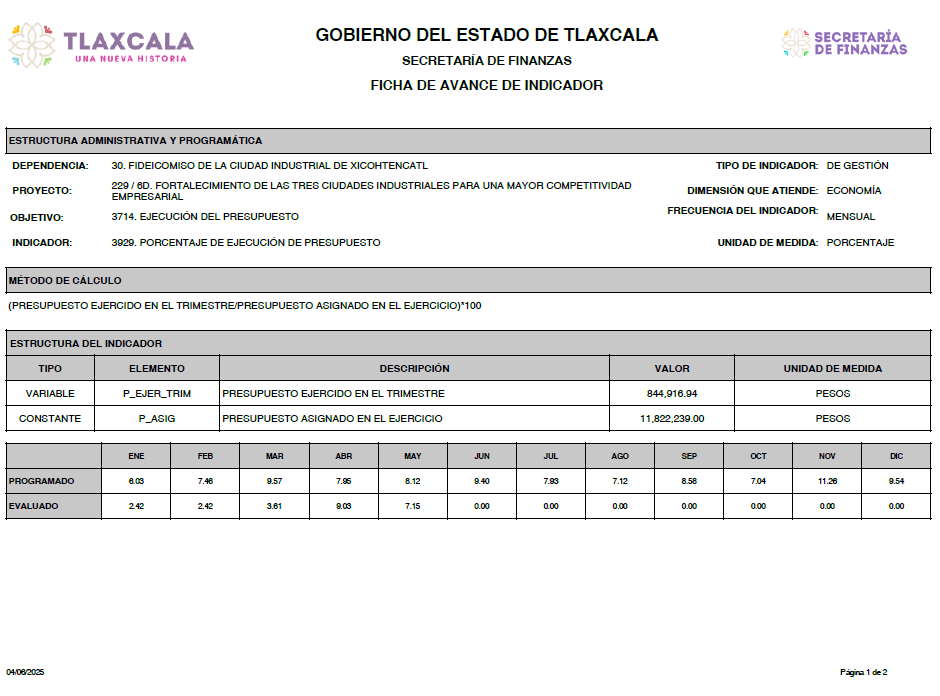 TLAXCALA
UNA NUEVA HISTORIA
GOBIERNO DEL ESTADO DE TLAXCALA
SECRETARÍA DE FINANZAS
FICHA DE AVANCE DE INDICADOR
SECRETARÍA
DE FINANZAS
ESTRUCTURA ADMINISTRATIVA Y PROGRAMÁTICA
DEPENDENCIA: 30. FIDEICOMISO DE LA CIUDAD INDUSTRIAL DE XICOHTENCATL TIPO DE INDICADOR: DE GESTIÓN
PROYECTO: 229 / 6D. FORTALECIMIENTO DE LAS TRES CIUDADES INDUSTRIALES PARA UNA MAYOR COMPETITIVIDAD
EMPRESARIAL
DIMENSIÓN QUE ATIENDE: ECONOMÍA
OBJETIVO: 3714. EJECUCIÓN DEL PRESUPUESTO FRECUENCIA DEL INDICADOR: MENSUAL
INDICADOR: 3929. PORCENTAJE DE EJECUCIÓN DE PRESUPUESTO UNIDAD DE MEDIDA: PORCENTAJE
MÉTODO DE CÁLCULO
(PRESUPUESTO EJERCIDO EN EL TRIMESTRE/PRESUPUESTO ASIGNADO EN EL EJERCICIO)*100
ESTRUCTURA DEL INDICADOR
TIPO ELEMENTO DESCRIPCIÓN VALOR UNIDAD DE MEDIDA
VARIABLE P_EJER_TRIM PRESUPUESTO EJERCIDO EN EL TRIMESTRE 844,916.94 PESOS
CONSTANTE P_ASIG PRESUPUESTO ASIGNADO EN EL EJERCICIO 11,822,239.00 PESOS
ENE FEB MAR ABR MAY JUN JUL AGO SEP OCT NOV DIC
PROGRAMADO 6.03 7.46 9.57 7.95 8.12 9.40 7.93 7.12 8.58 7.04 11.26 9.54
EVALUADO 2.42 2.42 3.61 9.03 7.15 0.00 0.00 0.00 0.00 0.00 0.00 0.00
04/06/2025 Página 1 de 2